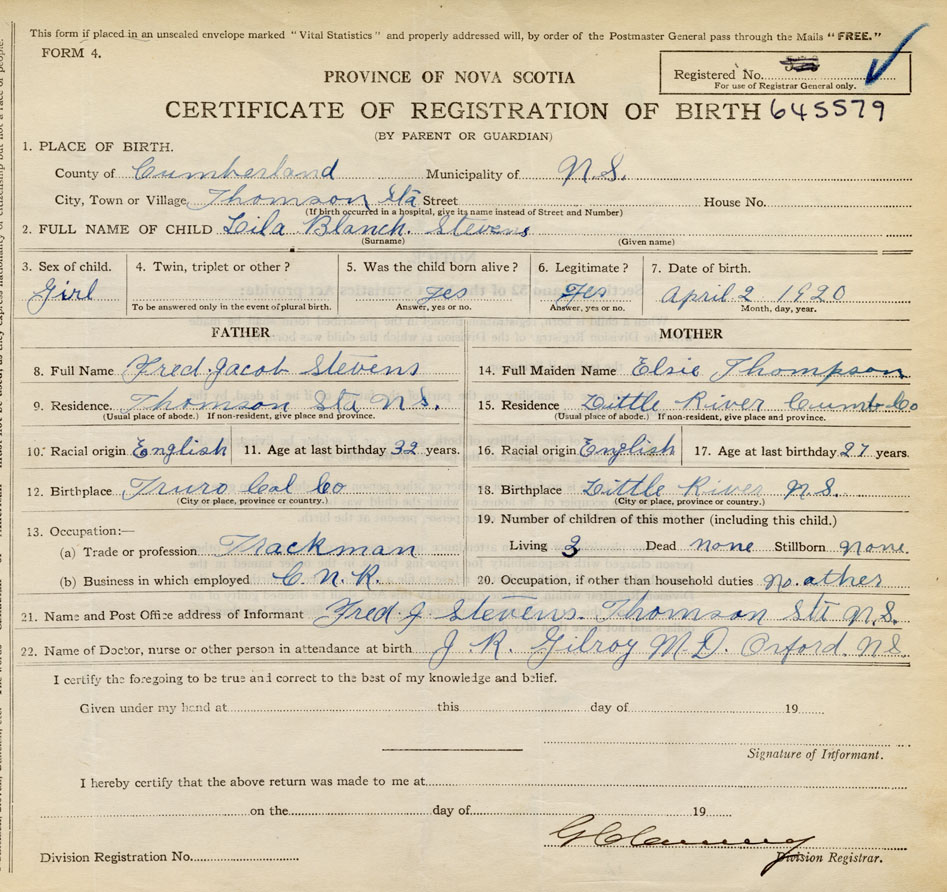 This form if placed in an unsealed envelope marked "Vital Statistics" and properly addressed will, by order of the Postmaster General pass through the Mails "FREE."
FORM 4.
Registered No.
For use of Registrar General only.
PROVINCE OF NOVA SCOTIA
CERTIFICATE OF REGISTRATION OF BIRTH 645579
(BY PARENT OR GUARDIAN)
1. PLACE OF BIRTH.
County of Cumberland Municipality of N.S.
City, Town or Village Thomson Sta Street House No.
(If birth occurred in a hospital, give its name instead of Street and Number)
2. FULL NAME OF CHILD Lila Blanch. Stevens
(Surname) (Given name)
3. Sex of child. 4. Twin, triplet or other? 5. Was the child born alive? 6. Legitimate? 7. Date of birth.
Girl yes yes April 2 1920
To be answered only in the event of plural birth. Answer, yes or no. Answer, yes or no. Month, day, year.
FATHER MOTHER
8. Full Name Fred Jacob Stevens 14. Full Maiden Name Elsie Thompson
9. Residence. Thomson Sta N.S. 15. Residence Little River Cumb. Co
(Usual place of abode.) If non-resident, give place and province. (Usual place of abode.) If non-resident, give place and province.
10. Racial origin English 11. Age at last birthday 32 years. 16. Racial origin English 17. Age at last birthday 27 years.
12. Birthplace Truro Col Co 18. Birthplace Little River N.S.
(City or place, province or country.) (City or place, province or country.)
13. Occupation:— 19. Number of children of this mother (including this child.)
(a) Trade or profession Trackman Living 3 Dead none Stillborn none.
(b) Business in which employed C.N.R. 20. Occupation, if other than household duties no. other
21. Name and Post Office address of Informant Fred. J Stevens. Thomson Sta N.S.
22. Name of Doctor, nurse or other person in attendance at birth J. R. Gilroy M.D. Oxford. N.S.
I certify the foregoing to be true and correct to the best of my knowledge and belief.
Given under my hand at this day of 19
Signature of Informant.
I hereby certify that the above return was made to me at
on the day of 19
Division Registration No. Division Registrar.